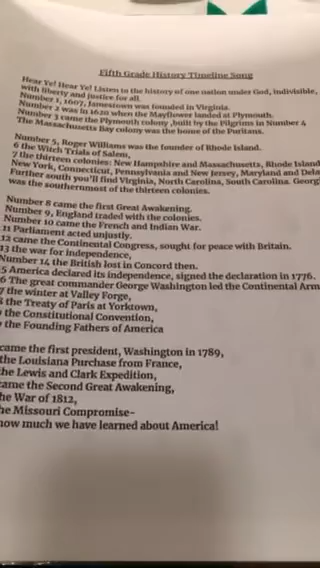 Fifth Grade History Timeline Song
Hear Ye! Hear Ye! Listen to the history of one nation under God, indivisible,
with liberty and justice for all.
Number 1, 1607, Jamestown was founded in Virginia.
Number 2 was in 1620 when the Mayflower landed at Plymouth.
Number 3 came the Plymouth colony ,built by the Pilgrims in Number 4
The Massachusetts Bay colony was the home of the Puritans.
Number 5, Roger Williams was the founder of Rhode Island.
6 the Witch Trials of Salem,
7 the thirteen colonies: New Hampshire and Massachusetts, Rhode Island
New York, Connecticut, Pennsylvania and New Jersey, Maryland and Dela
Further south you'll find Virginia, North Carolina, South Carolina. Georgi
was the southernmost of the thirteen colonies.
Number 8 came the first Great Awakening.
Number 9, England traded with the colonies.
Number 10 came the French and Indian War.
11 Parliament acted unjustly.
12 came the Continental Congress, sought for peace with Britain.
13 the war for independence,
Number 14 the British lost in Concord then.
5 America declared its independence, signed the declaration in 1776.
6 The great commander George Washington led the Continental Arm
7 the winter at Valley Forge,
8 the Treaty of Paris at Yorktown,
the Constitutional Convention,
the Founding Fathers of America
came the first president, Washington in 1789,
the Louisiana Purchase from France,
the Lewis and Clark Expedition,
came the Second Great Awakening,
he War of 1812,
he Missouri Compromise-
how much we have learned about America!